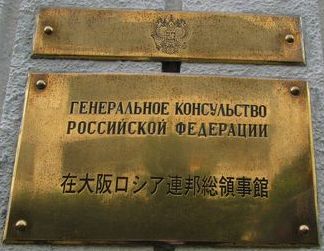 ГЕНЕРАЛЬНОЕ КОНСУЛЬСТВО
РОССИЙСКОЙ ФЕДЕРАЦИИ
在大阪ロシア連邦総領事館